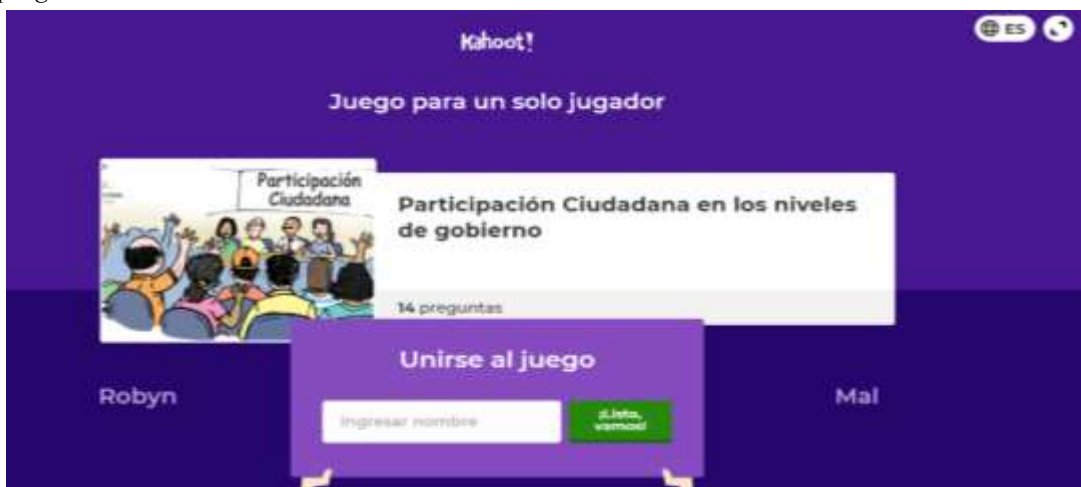 Kahoot!
ES
Juego para un solo jugador
Participación
Ciudadana
Participación Ciudadana en los niveles
de gobierno
14 preguntas
Unirse al juego
Robyn
Mal
Ingresar nombre
¡Listo,
vamos!